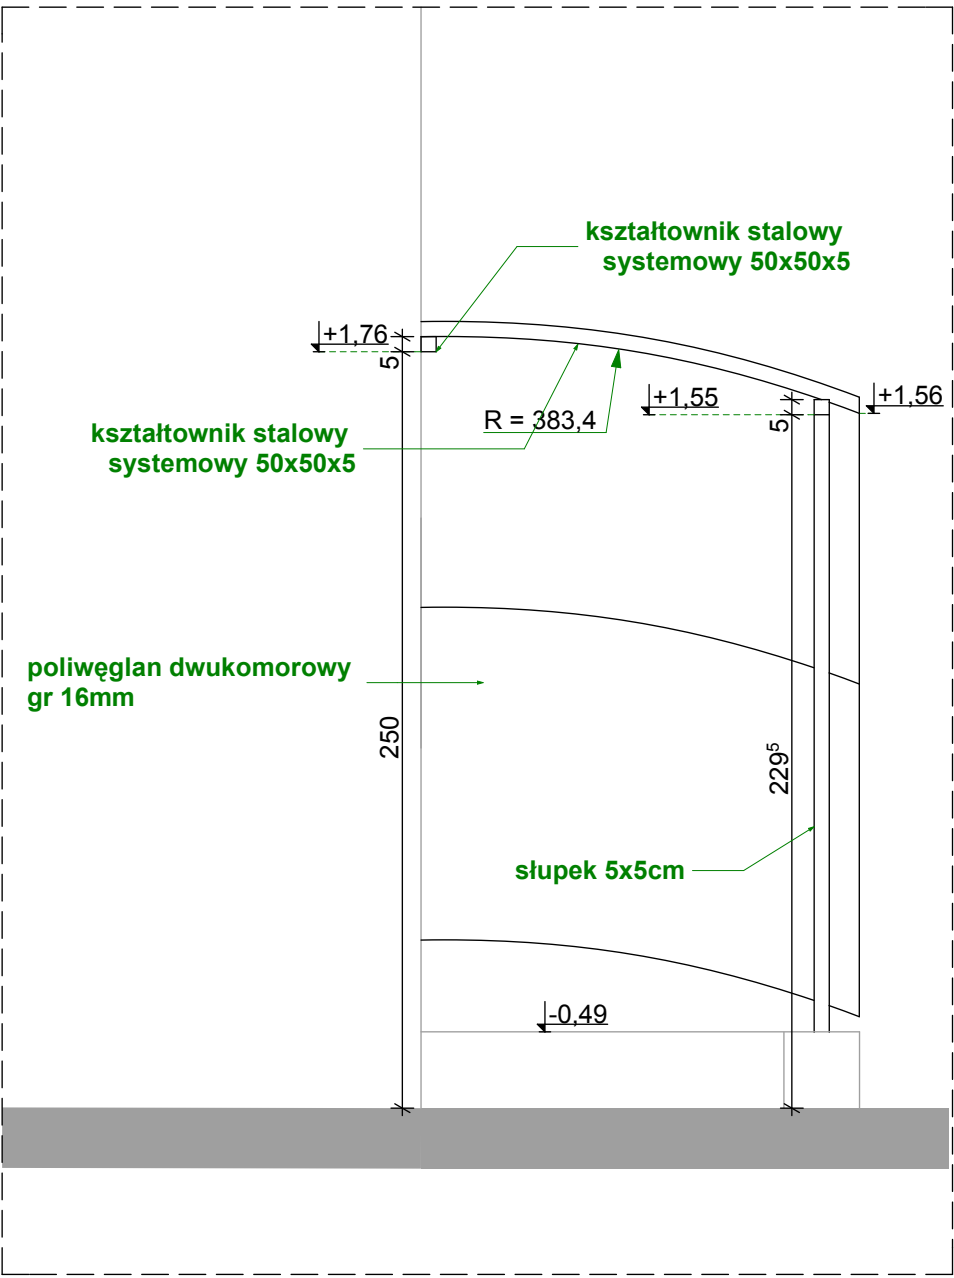 kształtownik stalowy
systemowy 50x50x5
+1,76
5
+1,55
+1,56
5
R = 383,4
kształtownik stalowy
systemowy 50x50x5
poliwęglan dwukomorowy
gr 16mm
250
229⁵
słupek 5x5cm
-0,49